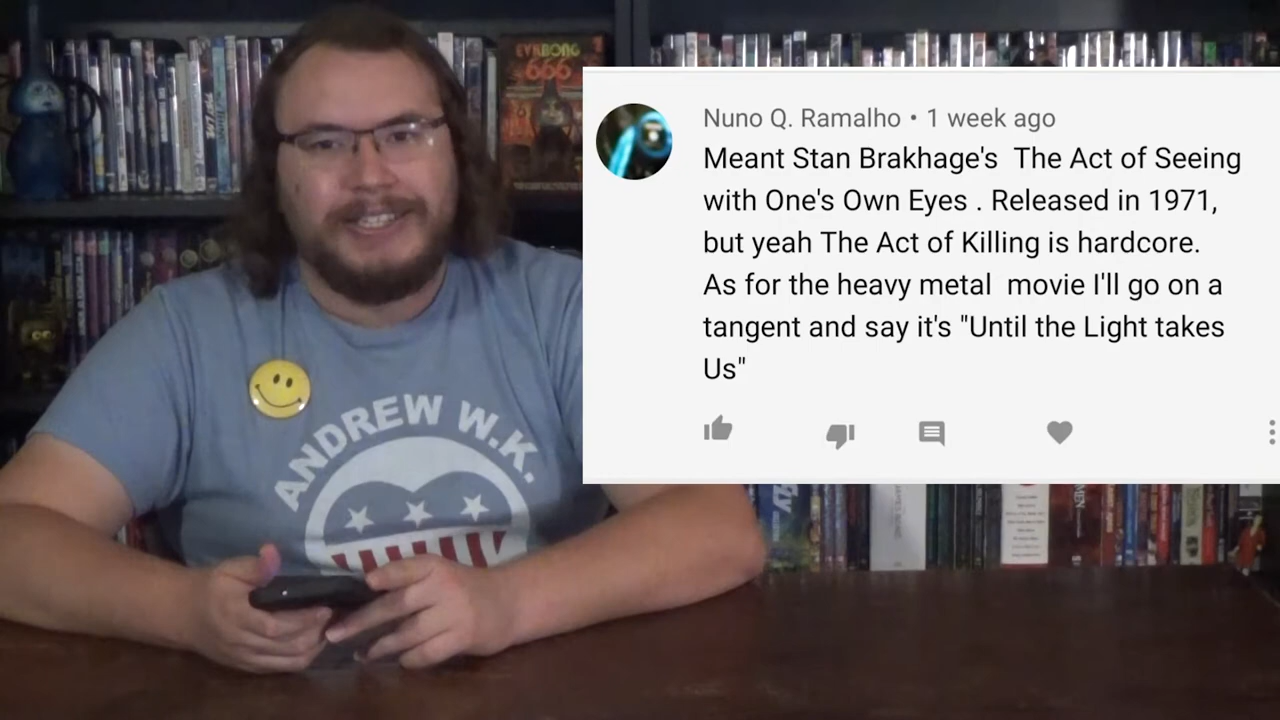 EVILBONG
666
Nuno Q. Ramalho • 1 week ago
Meant Stan Brakhage's  The Act of Seeing
with One's Own Eyes . Released in 1971,
but yeah The Act of Killing is hardcore.
As for the heavy metal  movie I'll go on a
tangent and say it's "Until the Light takes
Us"
ANDREW W.K.